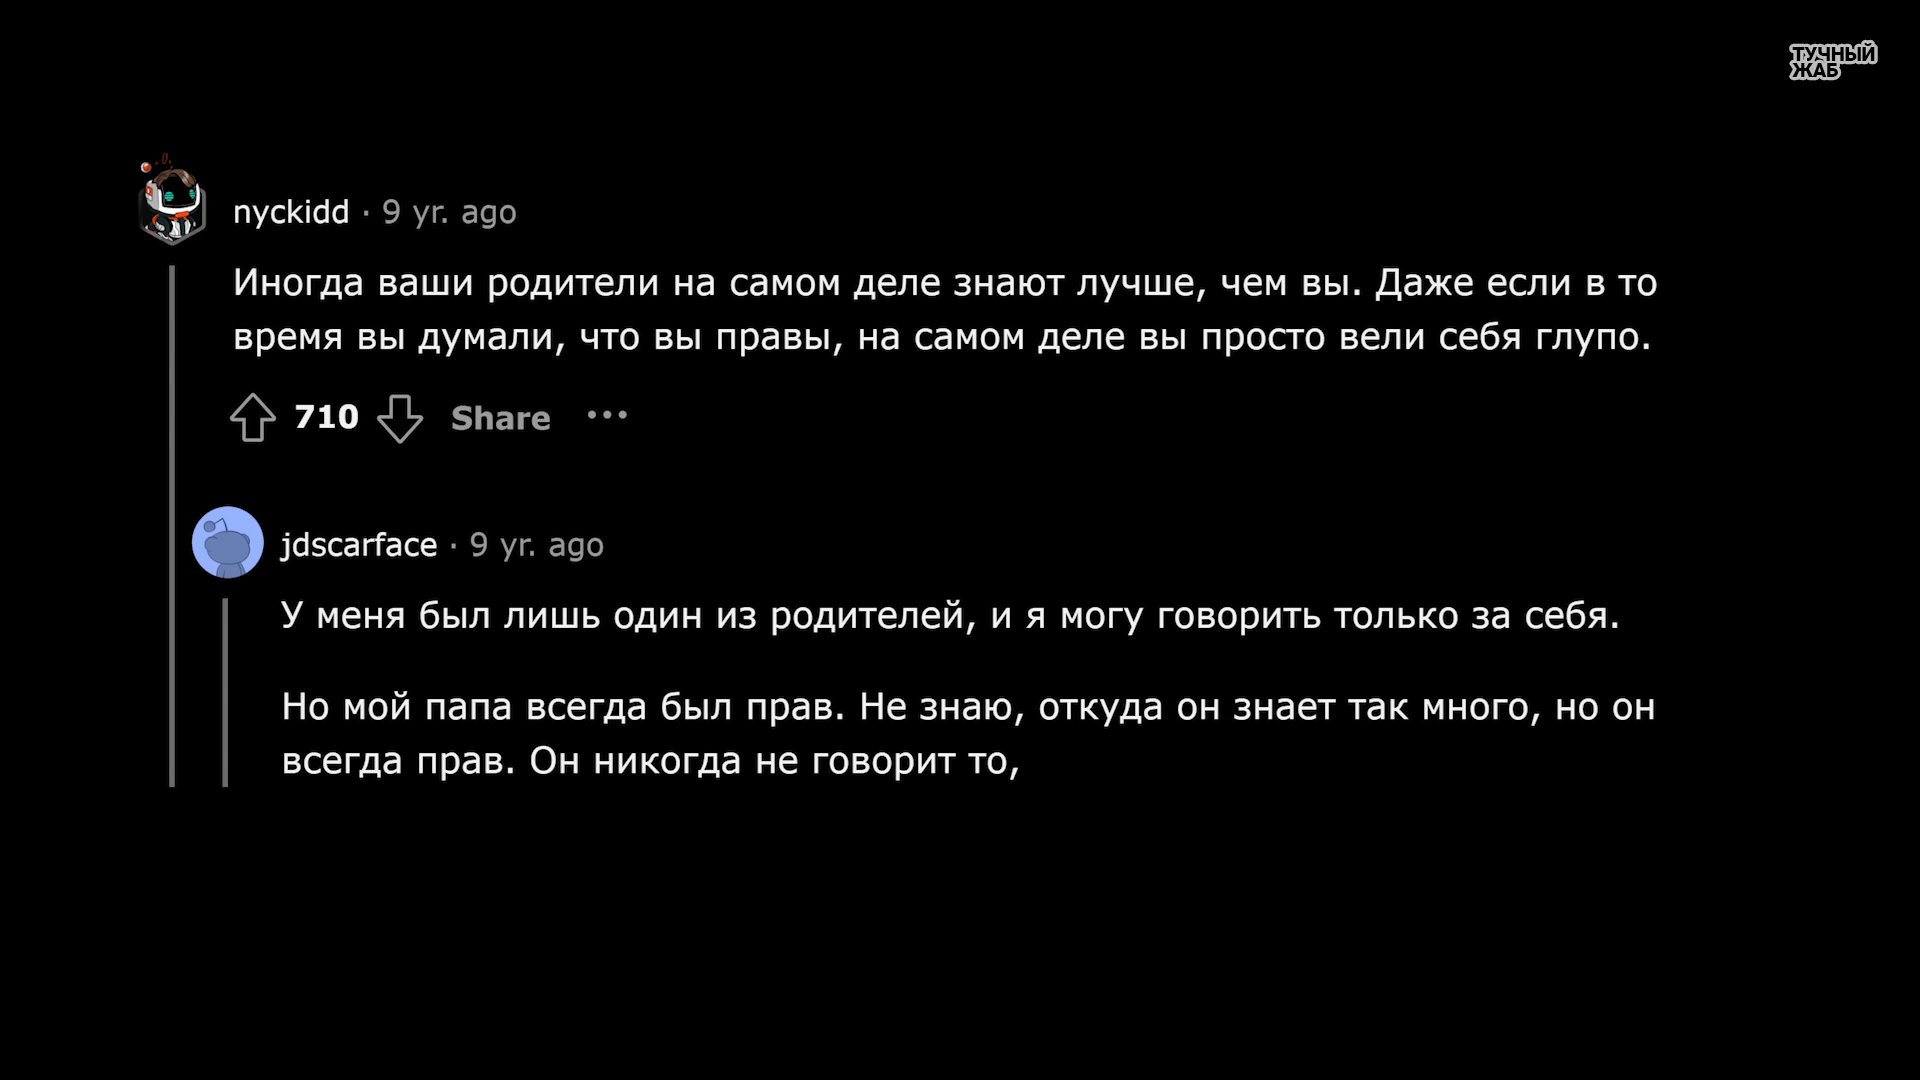 ТУЧНЫЙ
ЖАБ
nyckidd · 9 yr. ago
Иногда ваши родители на самом деле знают лучше, чем вы. Даже если в то
время вы думали, что вы правы, на самом деле вы просто вели себя глупо.
710 Share ···
jdscarface · 9 yr. ago
У меня был лишь один из родителей, и я могу говорить только за себя.
Но мой папа всегда был прав. Не знаю, откуда он знает так много, но он
всегда прав. Он никогда не говорит то,